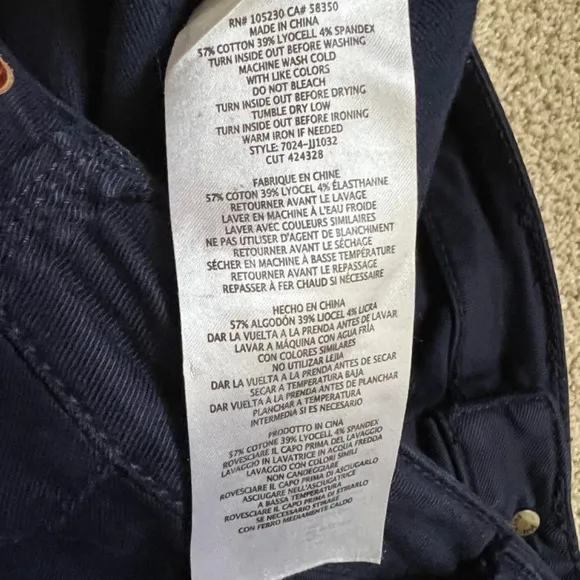 RN# 105230 CA# 58350
MADE IN CHINA
57% COTTON 39% LYOCELL 4% SPANDEX
TURN INSIDE OUT BEFORE WASHING
MACHINE WASH COLD
WITH LIKE COLORS
DO NOT BLEACH
TURN INSIDE OUT BEFORE DRYING
TUMBLE DRY LOW
TURN INSIDE OUT BEFORE IRONING
WARM IRON IF NEEDED
STYLE: 7024-JJ1032
CUT 424328
FABRIQUE EN CHINE
57% CÓTON 39% LYOCELL 4% ÉLASTHANNE
RETOURNER AVANT LE LAVAGE
LAVER EN MACHINE À L'EAU FROIDE
LAVER AVEC COULEURS SIMILAIRES
NE PAS UTILISER D'AGENT DE BLANCHIMENT
RETOURNER AVANT LE SÉCHAGE
SÉCHER EN MACHINE À BASSE TEMPÉRATURE
RETOURNER AVANT LE REPASSAGE
REPASSER À FER CHAUD SI NÉCESSAIRE
HECHO EN CHINA
57% ALGODÓN 39% LIOCEL 4% LICRA
DAR LA VUELTA A LA PRENDA ANTES DE LAVAR
LAVAR A MÁQUINA CON AGUA FRÍA
CON COLORES SIMILARES
NO UTILIZAR LEJIA
DAR LA VUELTA A LA PRENDA ANTES DE SECAR
SECAR A TEMPERATURA BAJA
DAR LA VUELTA A LA PRENDA ANTES DE PLANCHAR
PLANCHAR A TEMPERATURA
INTERMEDIA SI ES NECESARIO
PRODOTTO IN CINA
57% COTONE 39% LYOCELL 4% SPANDEX
ROVESCIARE IL CAPO PRIMA DEL LAVAGGIO
LAVAGGIO IN LAVATRICE IN ACQUA FREDDA
LAVAGGIO CON COLORI SIMILI
NON CANDEGGIARE
ROVESCIARE IL CAPO PRIMA DI ASCIUGARLO
ASCIUGARE NELL'ASCIUGATRICE
A BASSA TEMPERATURA
ROVESCIARE IL CAPO PRIMA DI STIRARLO
SE NECESSARIO, STIRARE
CON FERRO MEDIAMENTE CALDO